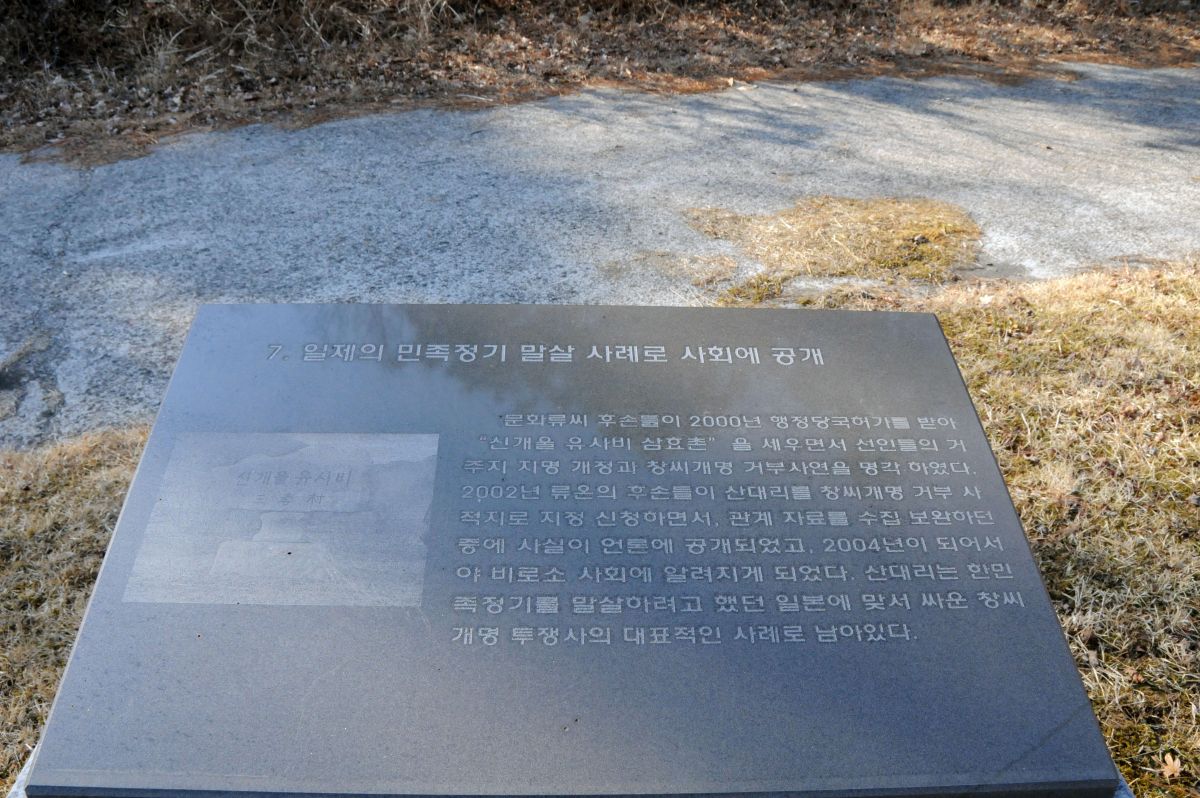 7. 일제의 민족정기 말살 사례로 사회에 공개
문화류씨 후손들이 2000년 행정당국허가를 받아
“신개울 유사비 삼효촌” 을 세우면서 선인들의 거
주지 지명 개정과 창씨개명 거부사연을 명각 하였다.
2002년 류온의 후손들이 산대리를 창씨개명 거부 사
적지로 지정 신청하면서, 관계 자료를 수집 보완하던
중에 사실이 언론에 공개되었고, 2004년이 되어서
야 비로소 사회에 알려지게 되었다. 산대리는 한민
족정기를 말살하려고 했던 일본에 맞서 싸운 창씨
개명 투쟁사의 대표적인 사례로 남아있다.
신개울 유사비
三孝村